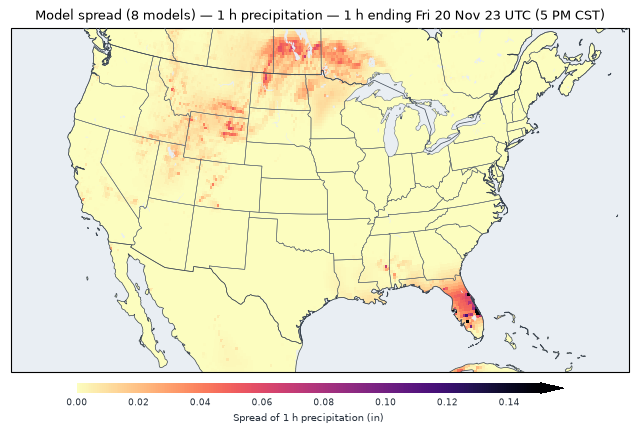 Model spread (8 models) — 1 h precipitation — 1 h ending Fri 20 Nov 23 UTC (5 PM CST)
0.00 0.02 0.04 0.06 0.08 0.10 0.12 0.14
Spread of 1 h precipitation (in)